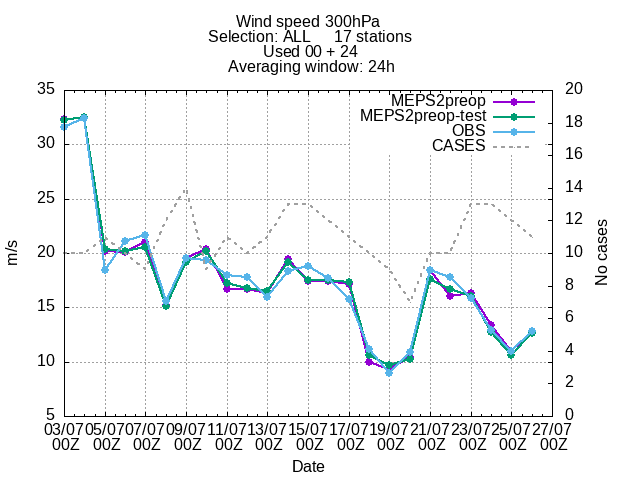 Wind speed 300hPa
Selection: ALL 17 stations
Used 00 + 24
Averaging window: 24h
35 20
MEPS2preop
MEPS2preop-test 18
OBS
CASES
30 16
14
25
12
m/s
20 10
No cases
8
15
6
10 4
2
5 0
03/07 05/07 07/07 09/07 11/07 13/07 15/07 17/07 19/07 21/07 23/07 25/07 27/07
00Z 00Z 00Z 00Z 00Z 00Z 00Z 00Z 00Z 00Z 00Z 00Z 00Z
Date